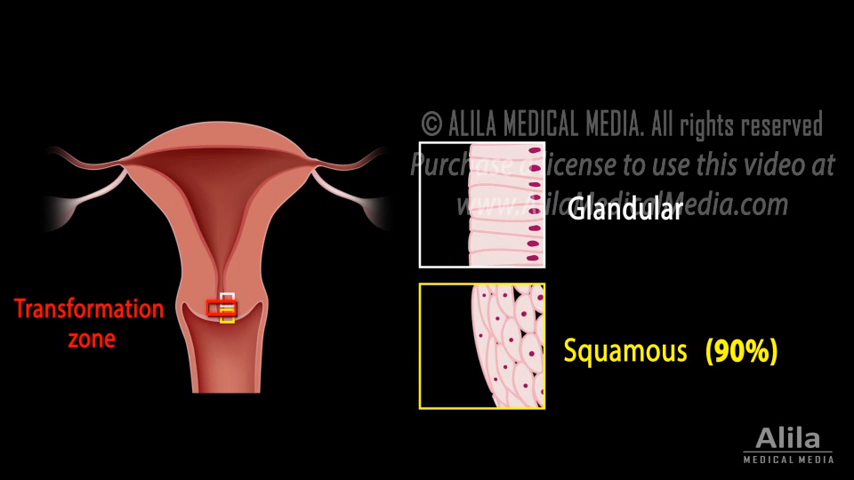 © ALILA MEDICAL MEDIA. All rights reserved
Purchase a license to use this video at
www.AlilaMedicalMedia.com
Glandular
Transformation
zone
Squamous (90%)
Alila
MEDICAL MEDIA